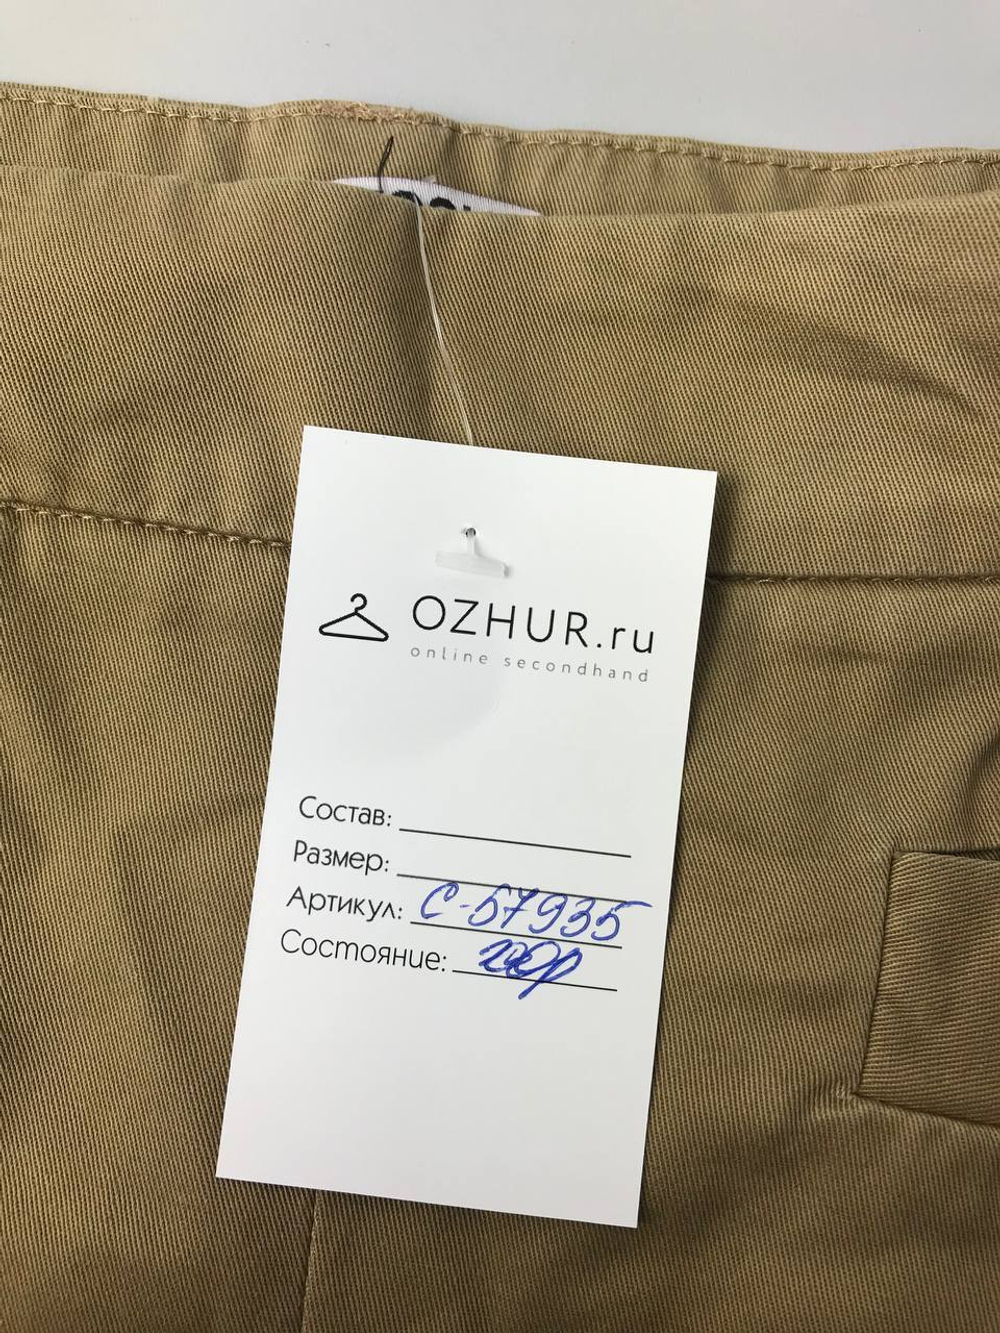 OZHUR.ru
online secondhand
Состав:
Размер:
Артикул: С-57935
Состояние: хор